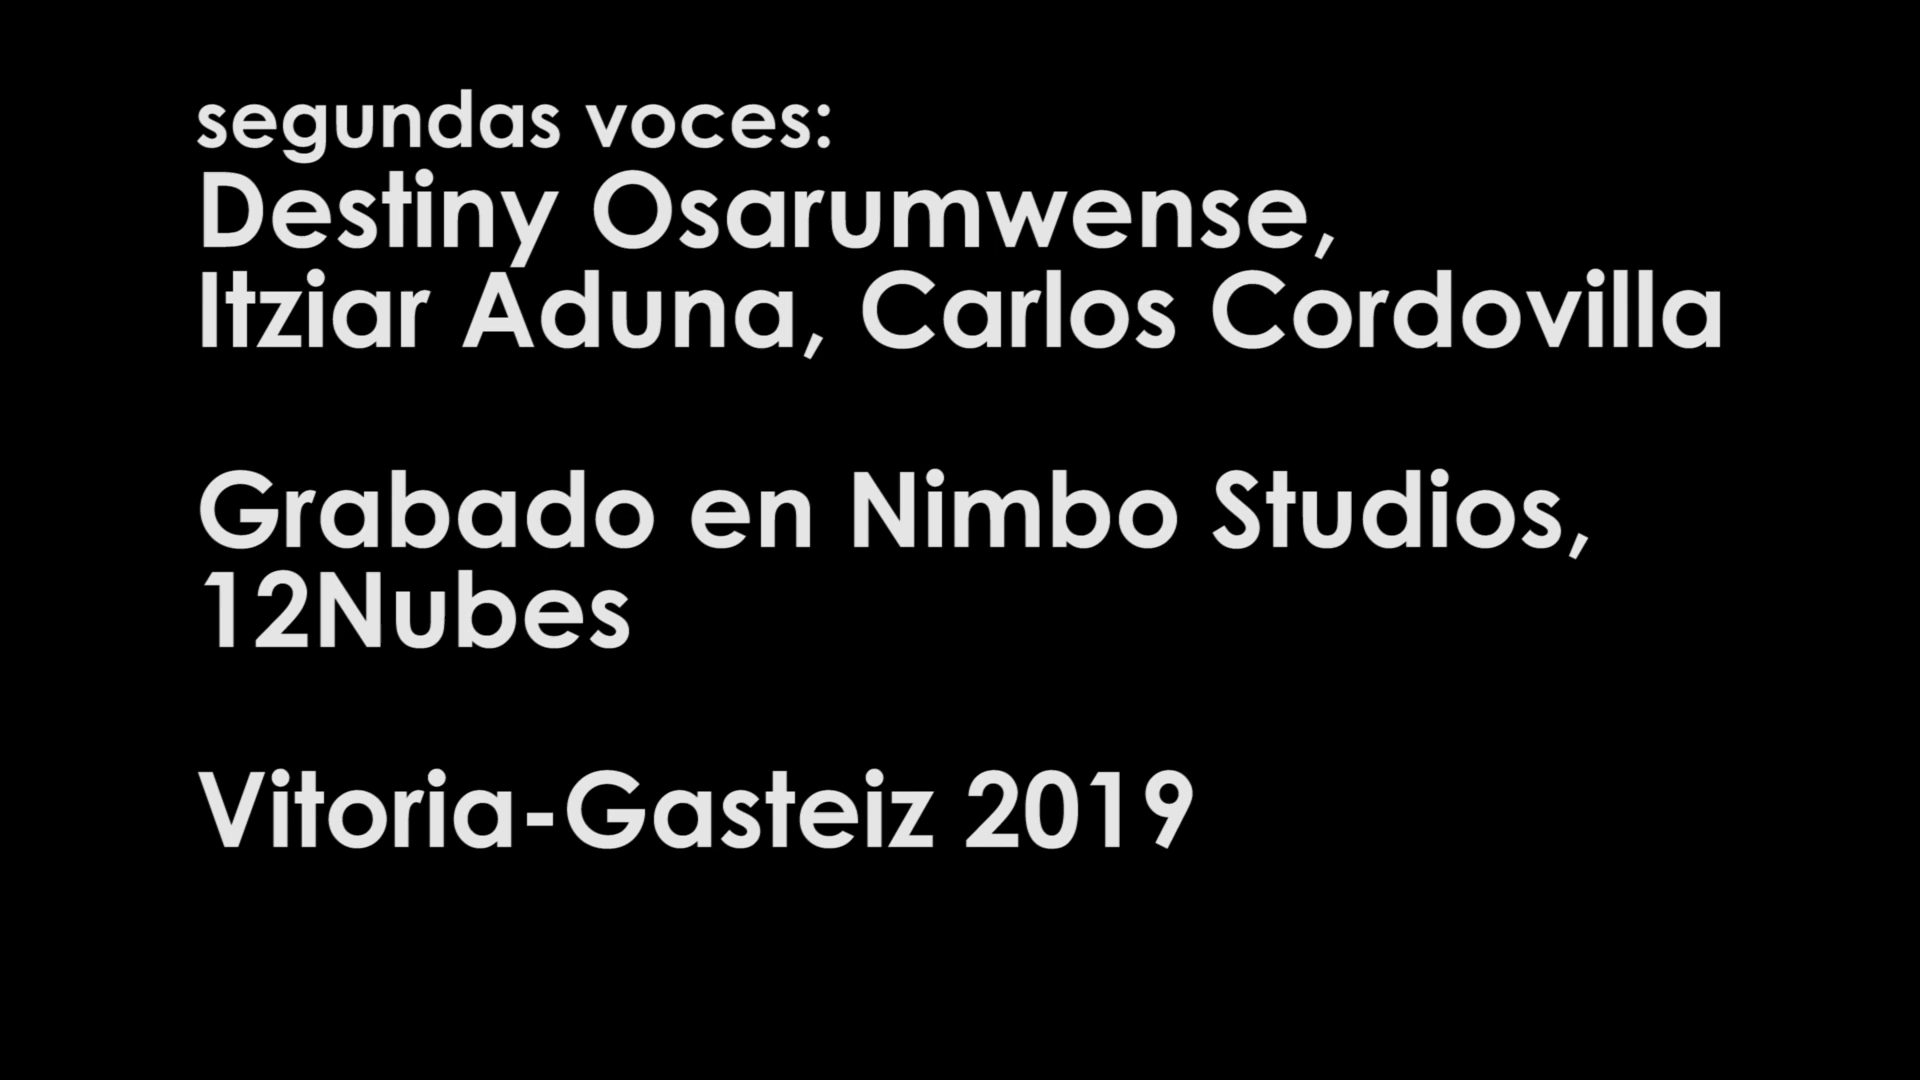 segundas voces:
Destiny Osarumwense,
Itziar Aduna, Carlos Cordovilla
Grabado en Nimbo Studios,
12Nubes
Vitoria-Gasteiz 2019